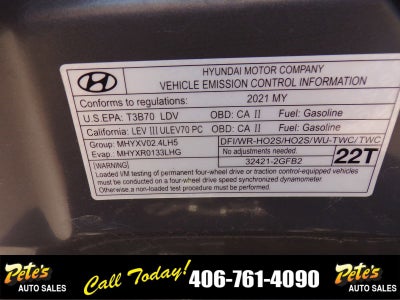 HYUNDAI MOTOR COMPANY
VEHICLE EMISSION CONTROL INFORMATION
Conforms to regulations: 2021 MY
U.S.EPA: T3B70 LDV OBD: CA II Fuel: Gasoline
California: LEV III ULEV70 PC OBD: CA II Fuel: Gasoline
Group: MHYXV02.4LH5 DFI/WR-HO2S/HO2S/WU-TWC/TWC
Evap.: MHYXR0133LHG No adjustments needed.
32421-2GFB2 22T
Loaded I/M testing of permanent four-wheel drive or traction control-equipped vehicles
must be conducted on a four-wheel drive speed synchronized dynamometer.
Otherwise, a non-loaded test must be performed.
Pete's AUTO SALES Call Today! 406-761-4090 Pete's AUTO SALES